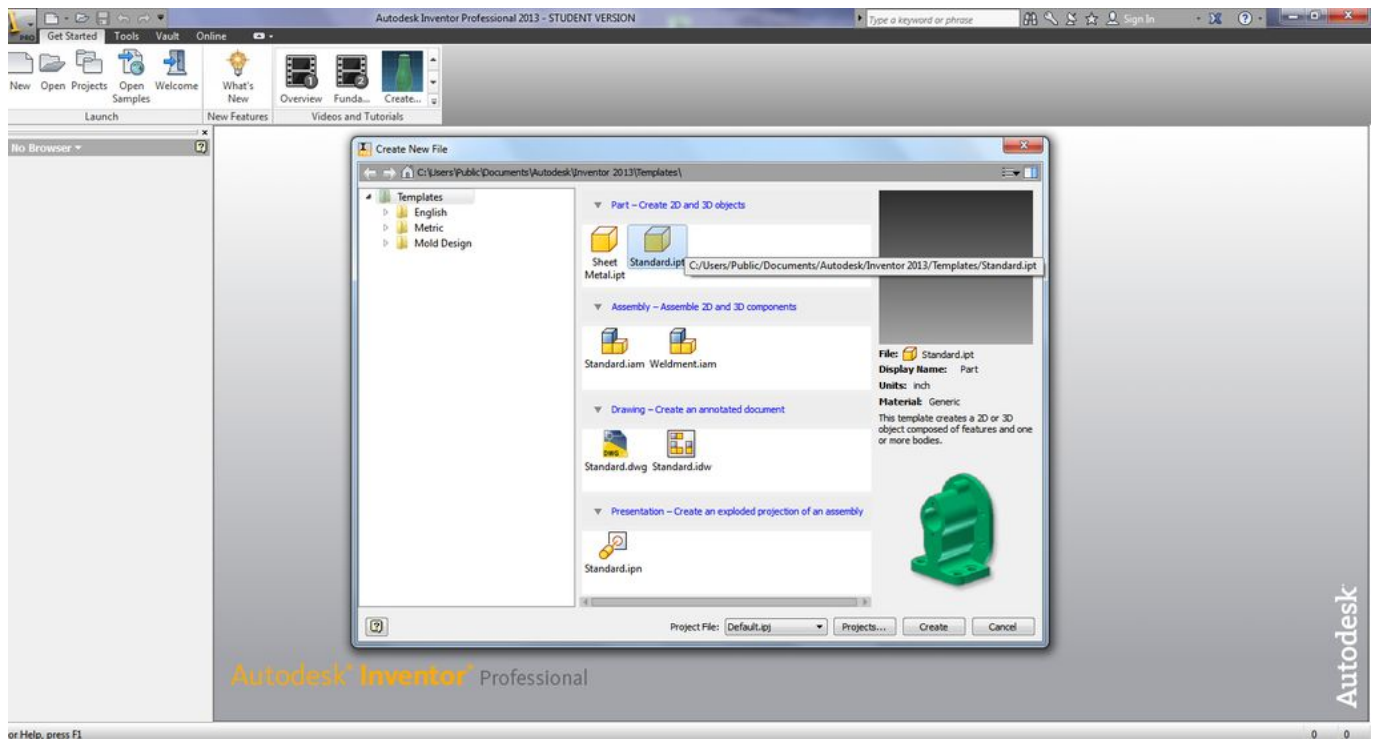 Autodesk Inventor Professional 2013 - STUDENT VERSION
Type a keyword or phrase
Sign In
PRO
Get Started Tools Vault Online
New Open Projects Open Samples Welcome
What's New
Overview Funda... Create...
Launch New Features Videos and Tutorials
No Browser
Create New File
C:\Users\Public\Documents\Autodesk\Inventor 2013\Templates\
Templates
English
Metric
Mold Design
Part – Create 2D and 3D objects
Sheet Metal.ipt Standard.ipt
C:/Users/Public/Documents/Autodesk/Inventor 2013/Templates/Standard.ipt
Assembly – Assemble 2D and 3D components
Standard.iam Weldment.iam
Drawing – Create an annotated document
DWG
Standard.dwg Standard.idw
Presentation – Create an exploded projection of an assembly
Standard.ipn
File: Standard.ipt
Display Name: Part
Units: inch
Material: Generic
This template creates a 2D or 3D
object composed of features and one
or more bodies.
Project File: Default.ipj Projects... Create Cancel
Autodesk® Inventor® Professional
Autodesk
or Help, press F1
0 0